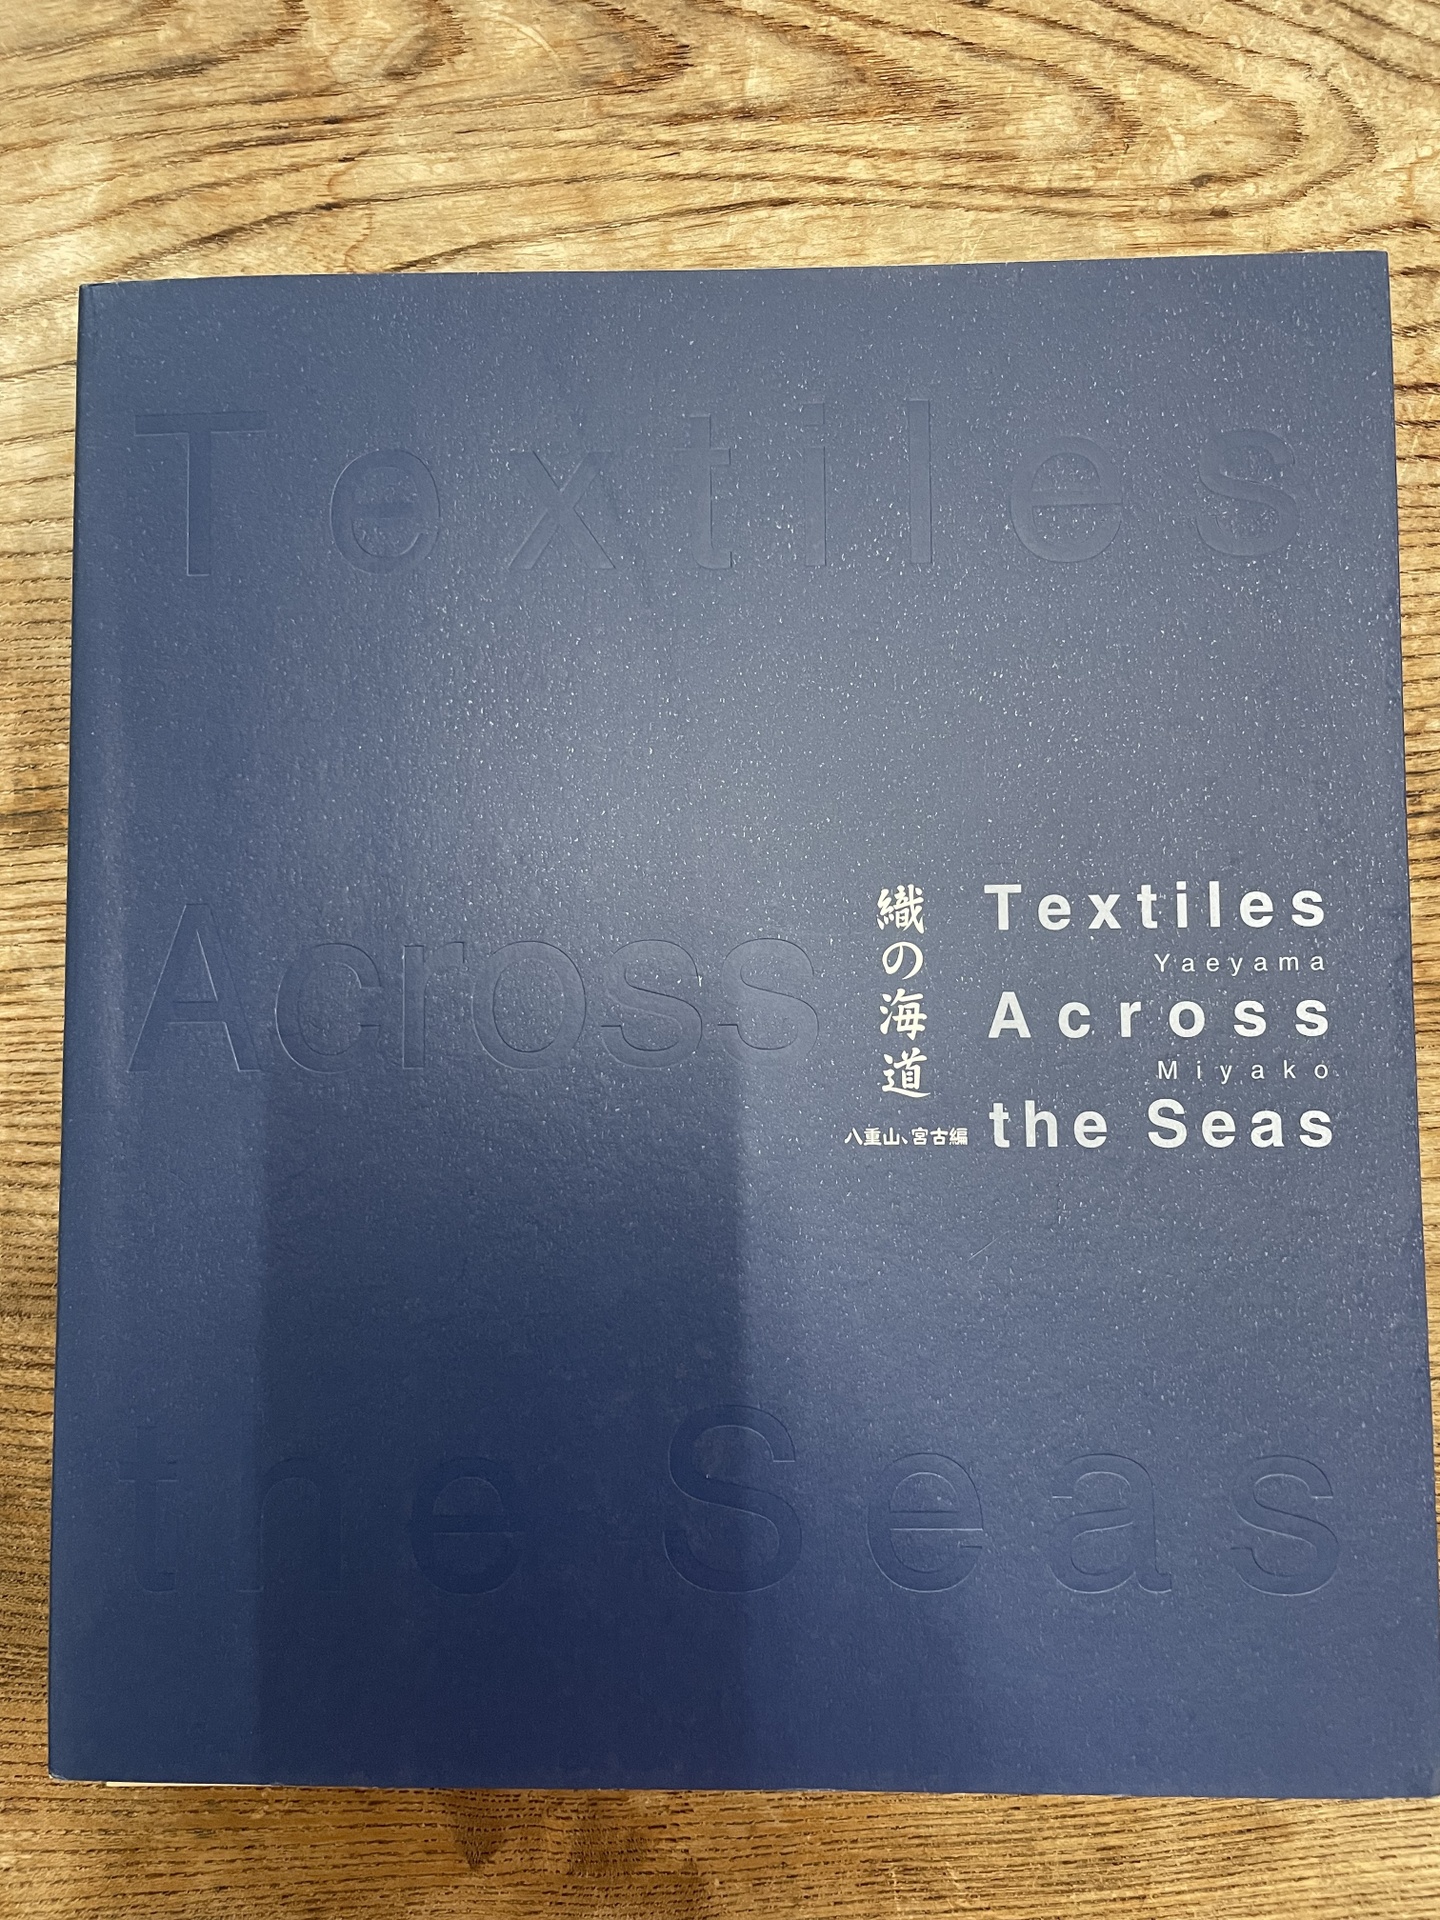 Textiles
Across
the Seas
織の海道
八重山、宮古編
Textiles
Yaeyama
Across
Miyako
the Seas